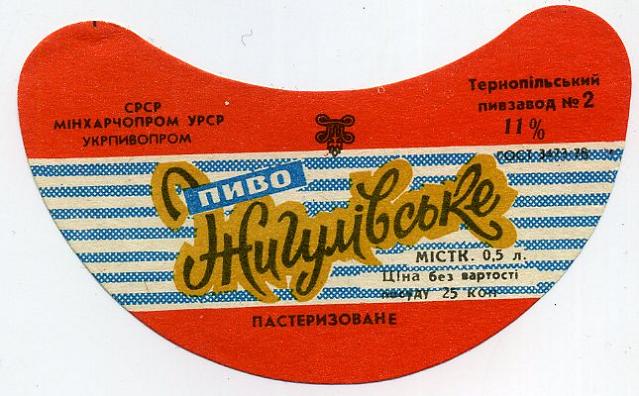 СРСР
МІНХАРЧОПРОМ УРСР
УКРПИВОПРОМ
Тернопільський
пивзавод № 2
11%
ГОСТ 3473-78
ПИВО
Жигулівське
МІСТК. 0,5 л.
Ціна без вартості
посуду 25 коп
ПАСТЕРИЗОВАНЕ